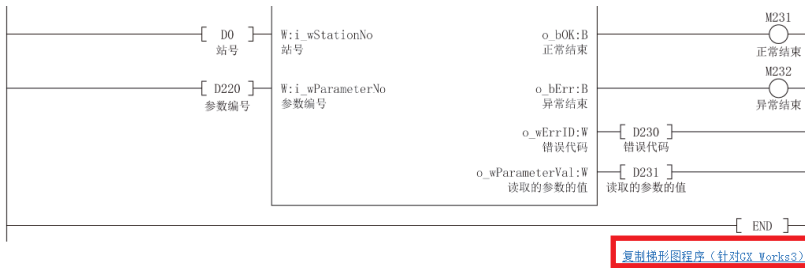 M231
D0 W:i_wStationNo o_bOK:B
站号 站号 正常结束 正常结束
M232
D220 W:i_wParameterNo o_bErr:B
参数编号 参数编号 异常结束 异常结束
o_wErrID:W D230
错误代码 错误代码
o_wParameterVal:W D231
读取的参数的值 读取的参数的值
END
复制梯形图程序（针对GX Works3）